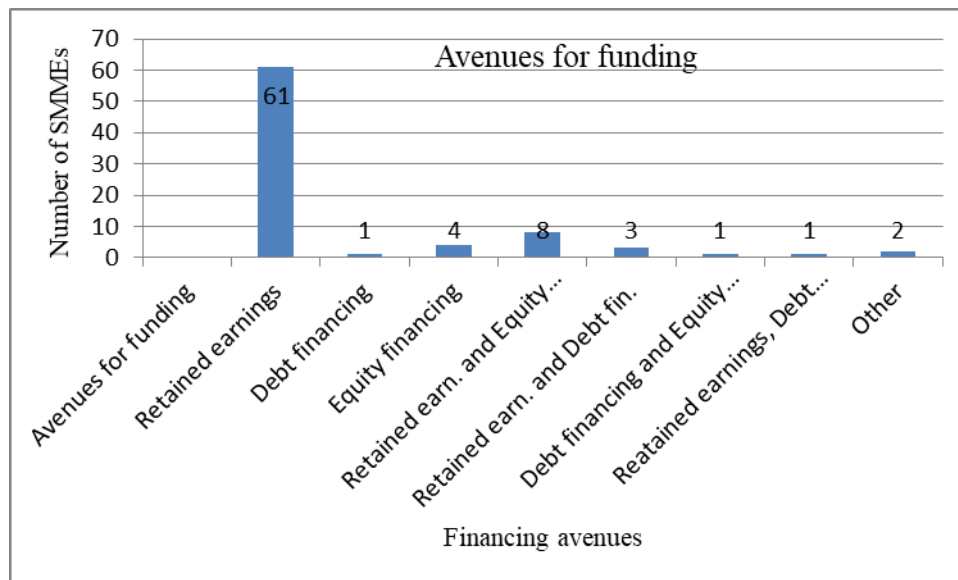 Avenues for funding
Number of SMMEs
70
60
50
40
30
20
10
0
61
1
4
8
3
1
1
2
Avenues for funding
Retained earnings
Debt financing
Equity financing
Retained earn. and Equity...
Retained earn. and Debt fin.
Debt financing and Equity...
Reatained earnings, Debt...
Other
Financing avenues